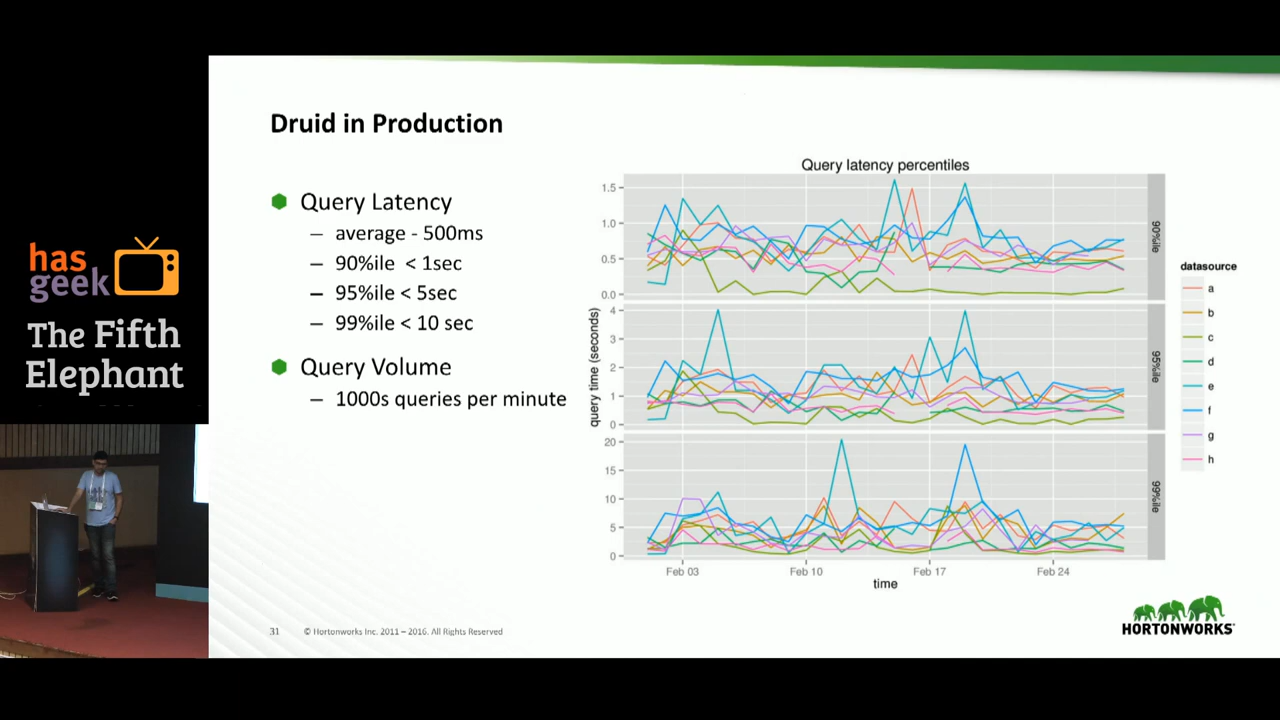 Druid in Production
Query Latency
– average - 500ms
– 90%ile < 1sec
– 95%ile < 5sec
– 99%ile < 10 sec
Query Volume
– 1000s queries per minute
has
geek
The Fifth
Elephant
Query latency percentiles
1.5
1.0
0.5
0.0
90%ile
4
3
2
1
0
95%ile
20
15
10
5
0
99%ile
query time (seconds)
Feb 03
Feb 10
Feb 17
Feb 24
time
datasource
a
b
c
d
e
f
g
h
31
© Hortonworks Inc. 2011 – 2016. All Rights Reserved
HORTONWORKS